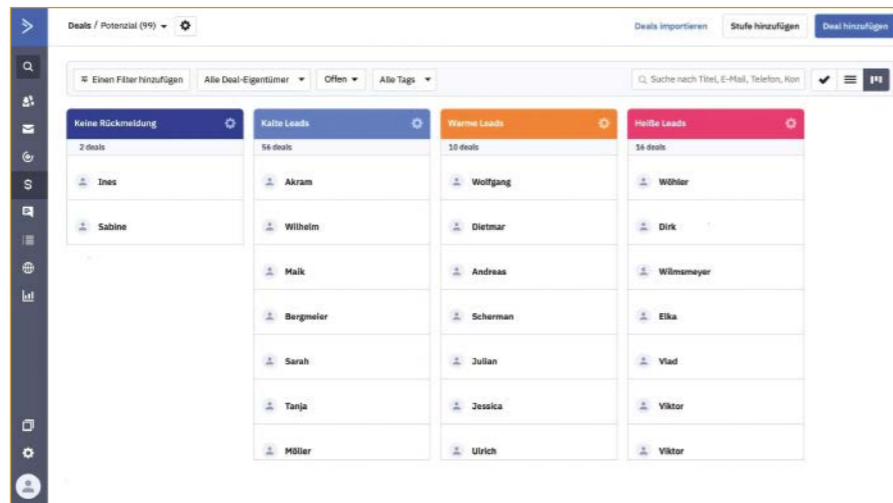 Deals / Potenzial (99)
Deals importieren
Stufe hinzufügen
Deal hinzufügen
Einen Filter hinzufügen
Alle Deal-Eigentümer
Offen
Alle Tags
Suche nach Titel, E-Mail, Telefon, Kon
Keine Rückmeldung
2 deals
Ines
Sabine
Kalte Leads
56 deals
Akram
Wilhelm
Maik
Bergmeier
Sarah
Tanja
Möller
Warme Leads
10 deals
Wolfgang
Dietmar
Andreas
Scherman
Julian
Jessica
Ulrich
Heiße Leads
16 deals
Wöhler
Dirk
Wilmsmeyer
Elka
Vlad
Viktor
Viktor